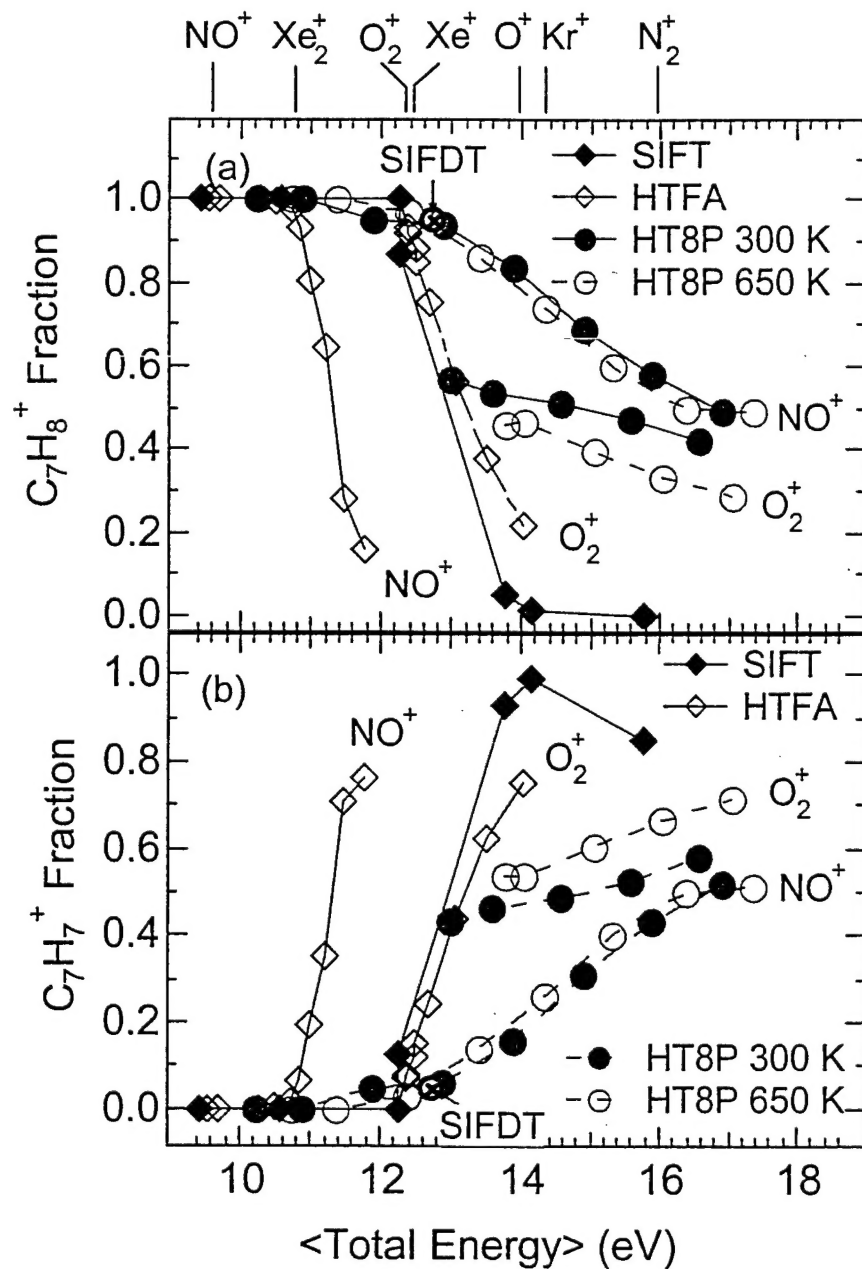 NO+ Xe2+ O2+ Xe+ O+ Kr+ N2+
(a)
SIFDT
SIFT
HTFA
HT8P 300 K
HT8P 650 K
1.0
0.8
0.6
0.4
0.2
0.0
C7H8+ Fraction
NO+
O2+
O2+
NO+
(b)
SIFT
HTFA
1.0
0.8
0.6
0.4
0.2
0.0
C7H7+ Fraction
NO+
O2+
O2+
NO+
HT8P 300 K
HT8P 650 K
SIFDT
10 12 14 16 18
<Total Energy> (eV)